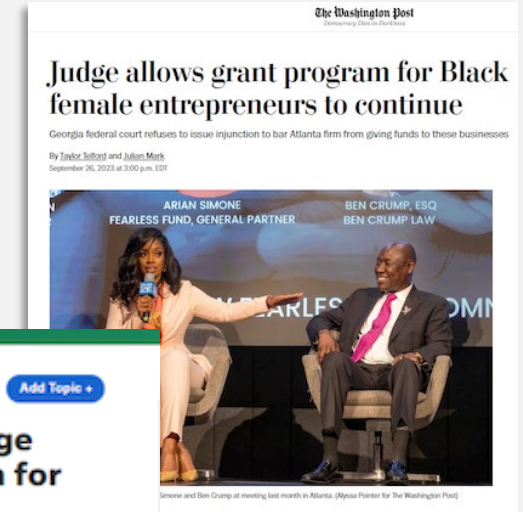 The Washington Post
Democracy Dies in Darkness
Judge allows grant program for Black
female entrepreneurs to continue
Georgia federal court refuses to issue injunction to bar Atlanta firm from giving funds to these businesses
By Taylor Telford and Julian Mark
September 26, 2023 at 3:00 p.m. EDT
N
ARIAN SIMONE
FEARLESS FUND, GENERAL PARTNER
BEN CRUMP, ESQ
BEN CRUMP LAW
FEARLES
OMN
Add Topic +
ge
n for
Simone and Ben Crump at meeting last month in Atlanta. (Alyssa Pointer for The Washington Post)